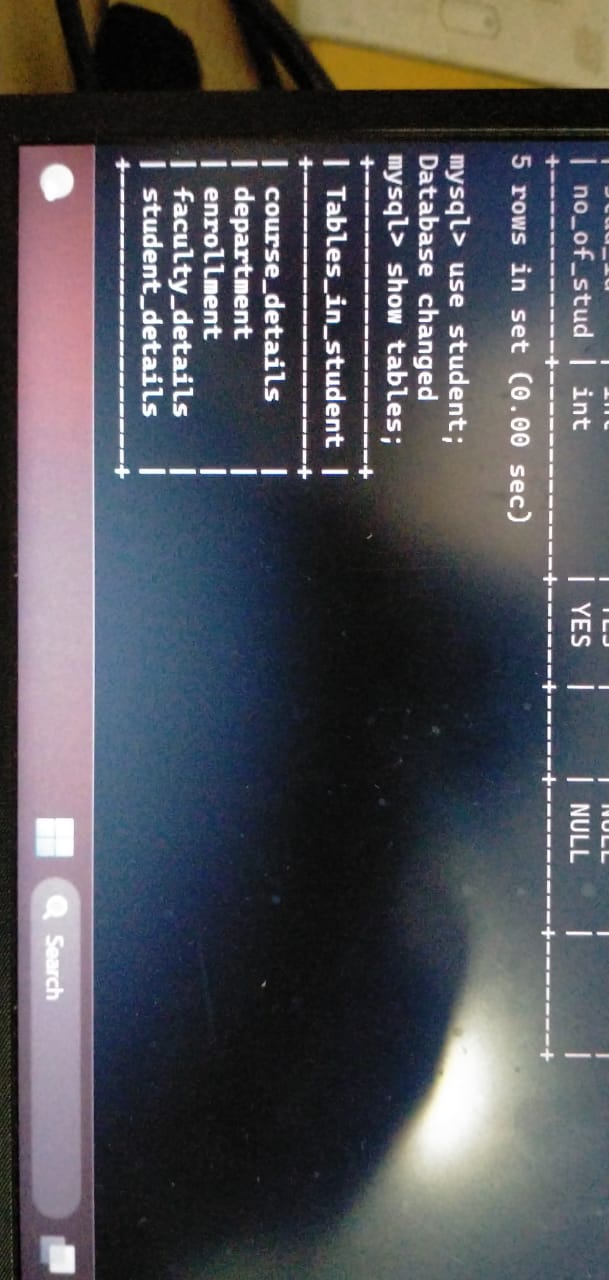 | no_of_stud | int | YES | | NULL | |
+------------+------+------+-----+---------+-------+
5 rows in set (0.00 sec)
mysql> use student;
Database changed
mysql> show tables;
+-------------------+
| Tables_in_student |
+-------------------+
| course_details |
| department |
| enrollment |
| faculty_details |
| student_details |
+-------------------+
Search